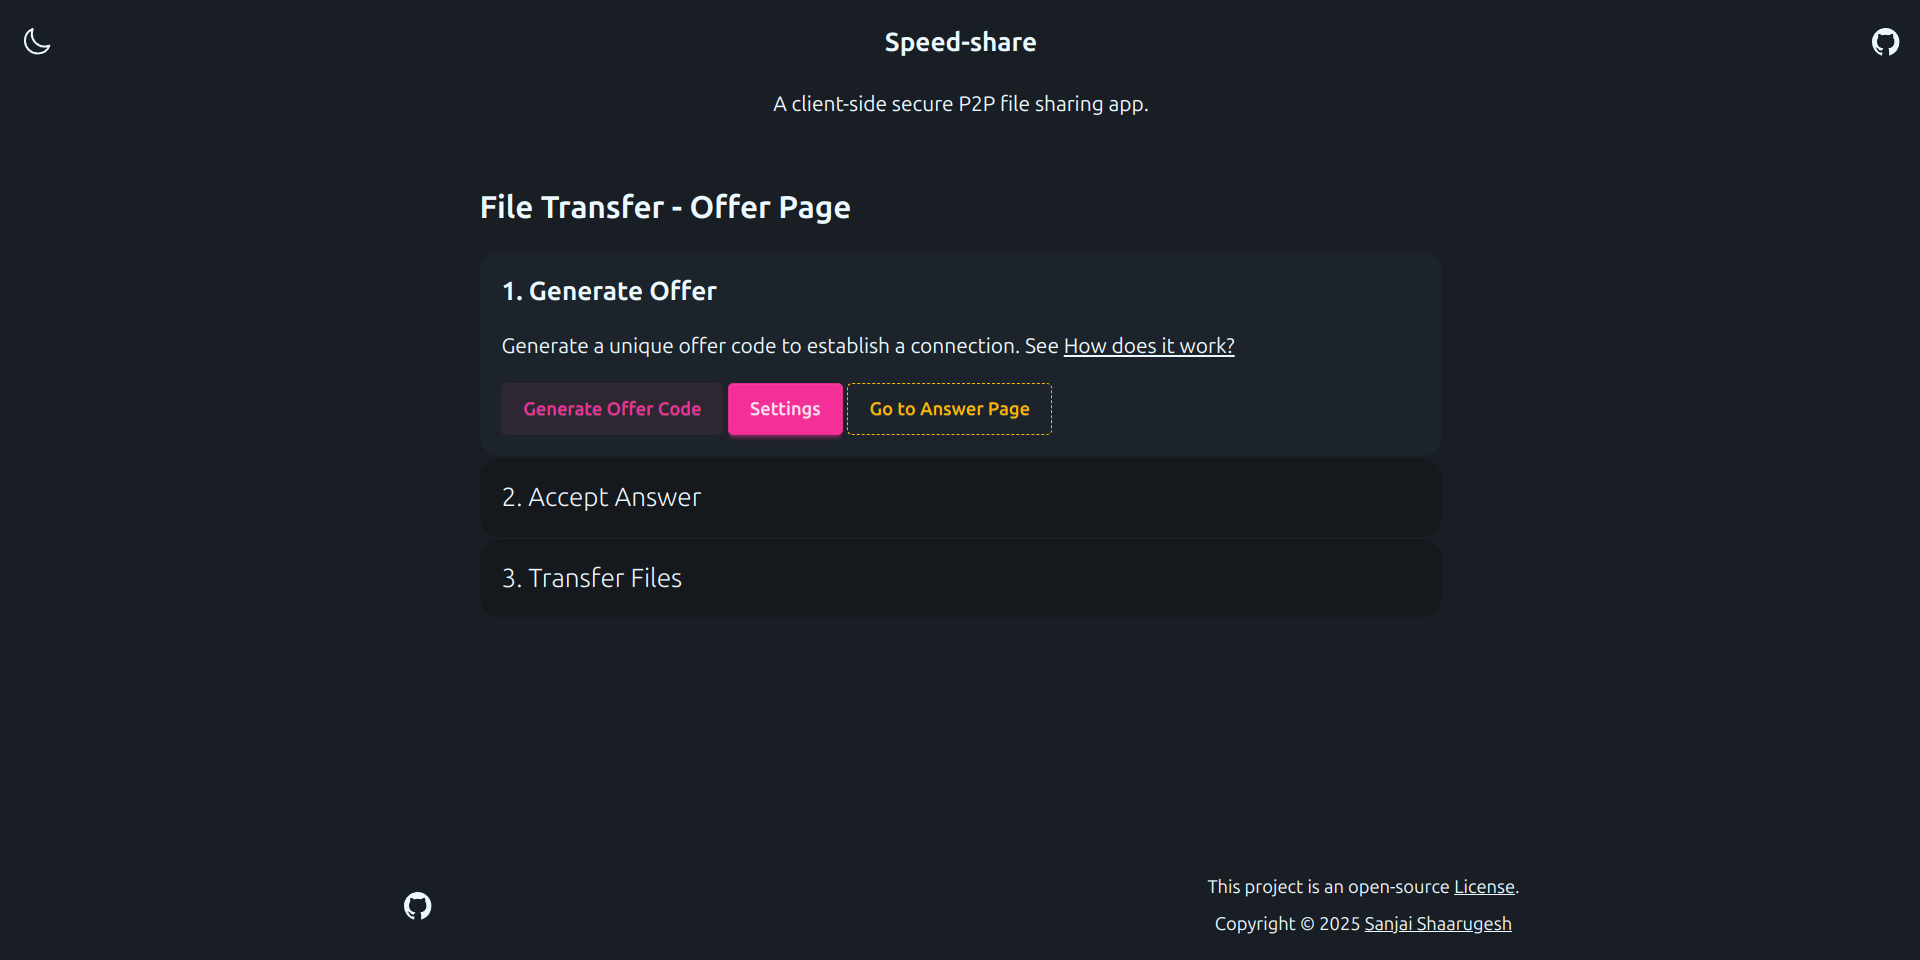 Speed-share
A client-side secure P2P file sharing app.
File Transfer - Offer Page
1. Generate Offer
Generate a unique offer code to establish a connection. See How does it work?
Generate Offer Code Settings Go to Answer Page
2. Accept Answer
3. Transfer Files
This project is an open-source License.
Copyright © 2025 Sanjai Shaarugesh